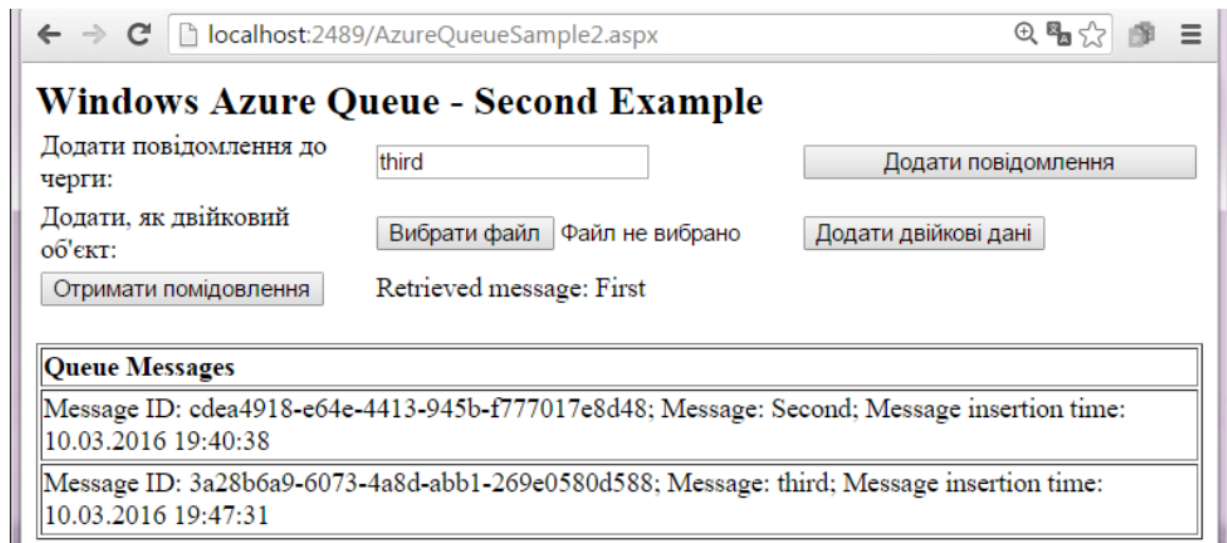 localhost:2489/AzureQueueSample2.aspx
Windows Azure Queue - Second Example
Додати повідомлення до
черги:
third
Додати повідомлення
Додати, як двійковий
об'єкт:
Вибрати файл Файл не вибрано
Додати двійкові дані
Отримати помідовлення
Retrieved message: First
Queue Messages
Message ID: cdea4918-e64e-4413-945b-f777017e8d48; Message: Second; Message insertion time:
10.03.2016 19:40:38
Message ID: 3a28b6a9-6073-4a8d-abb1-269e0580d588; Message: third; Message insertion time:
10.03.2016 19:47:31